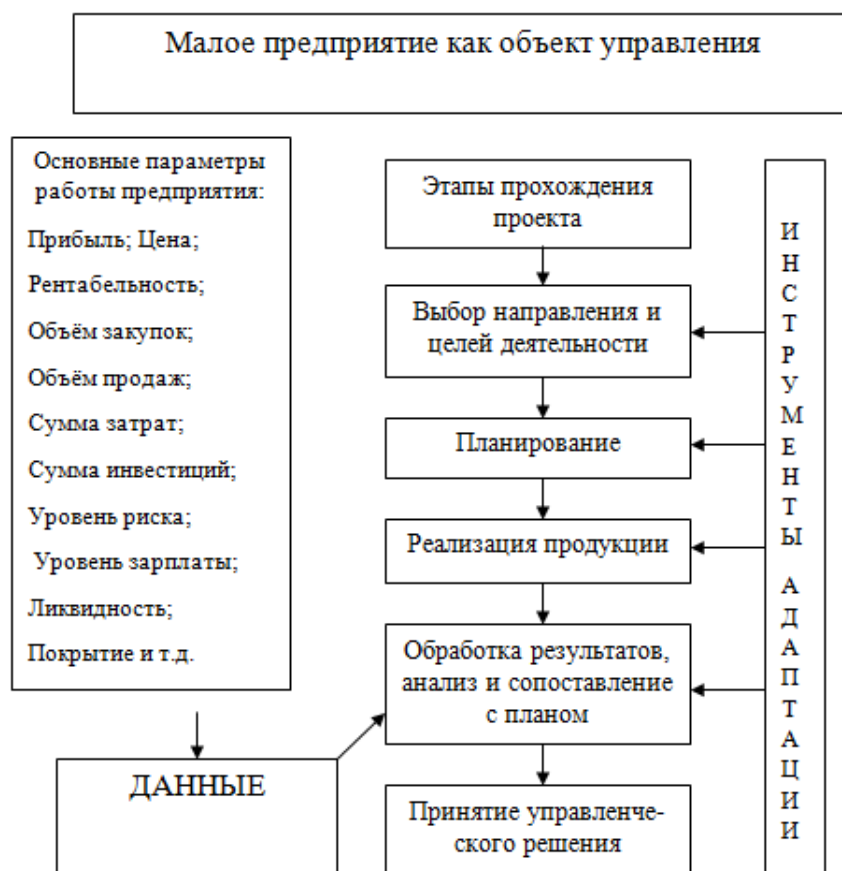 Малое предприятие как объект управления
Основные параметры
работы предприятия:
Прибыль; Цена;
Рентабельность;
Объём закупок;
Объём продаж;
Сумма затрат;
Сумма инвестиций;
Уровень риска;
Уровень зарплаты;
Ликвидность;
Покрытие и т.д.
ДАННЫЕ
Этапы прохождения
проекта
Выбор направления и
целей деятельности
Планирование
Реализация продукции
Обработка результатов,
анализ и сопоставление
с планом
Принятие управленче-
ского решения
ИНСТРУМЕНТЫ АДАПТАЦИИ